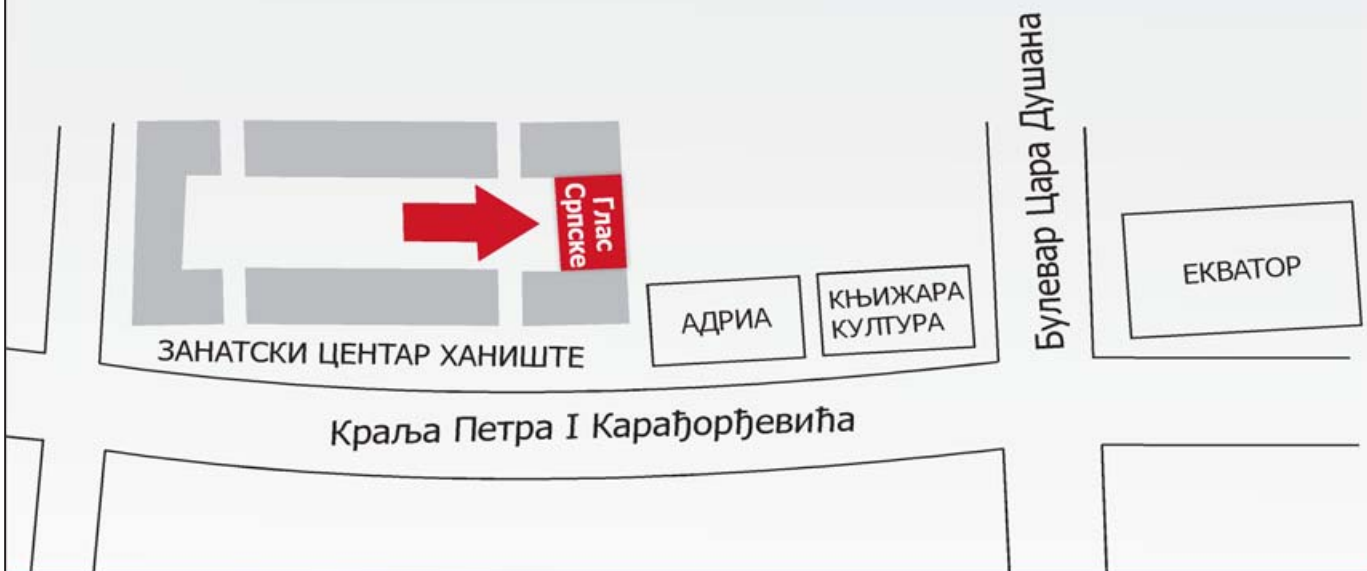 Глас
Српске
ЗАНАТСКИ ЦЕНТАР ХАНИШТЕ
АДРИА
КЊИЖАРА
КУЛТУРА
Булевар Цара Душана
ЕКВАТОР
Краља Петра I Карађорђевића